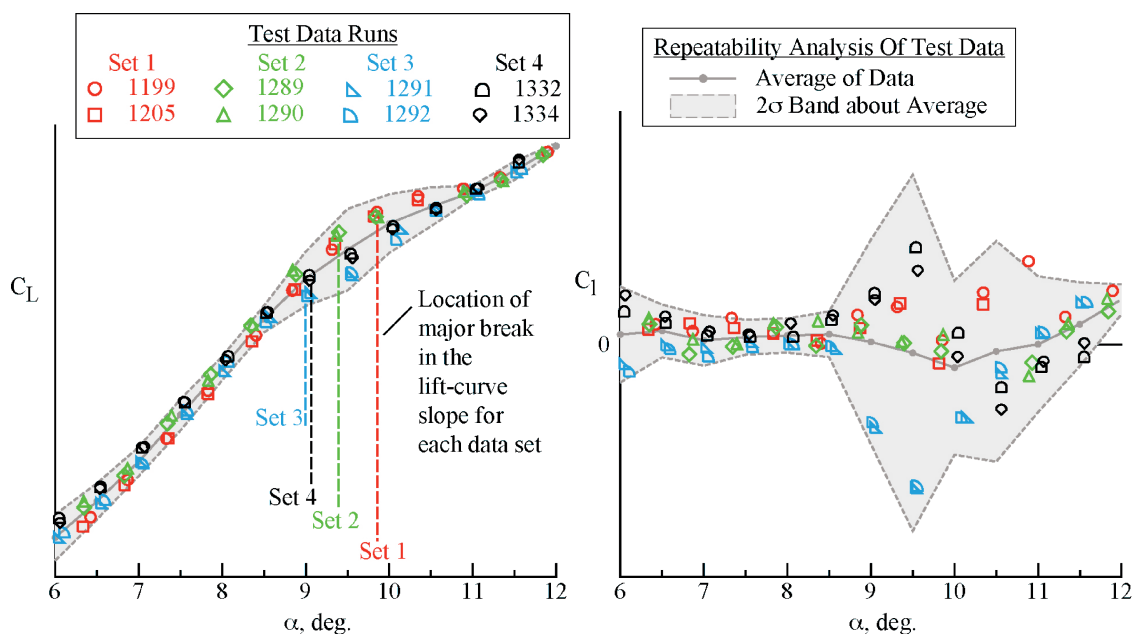 Test Data Runs
Set 1 Set 2 Set 3 Set 4
1199 1289 1291 1332
1205 1290 1292 1334
Repeatability Analysis Of Test Data
Average of Data
2σ Band about Average
C_L
Location of
major break
in the
lift-curve
slope for
each data set
Set 3
Set 4
Set 2
Set 1
6 7 8 9 10 11 12
α, deg.
C_l
0
6 7 8 9 10 11 12
α, deg.